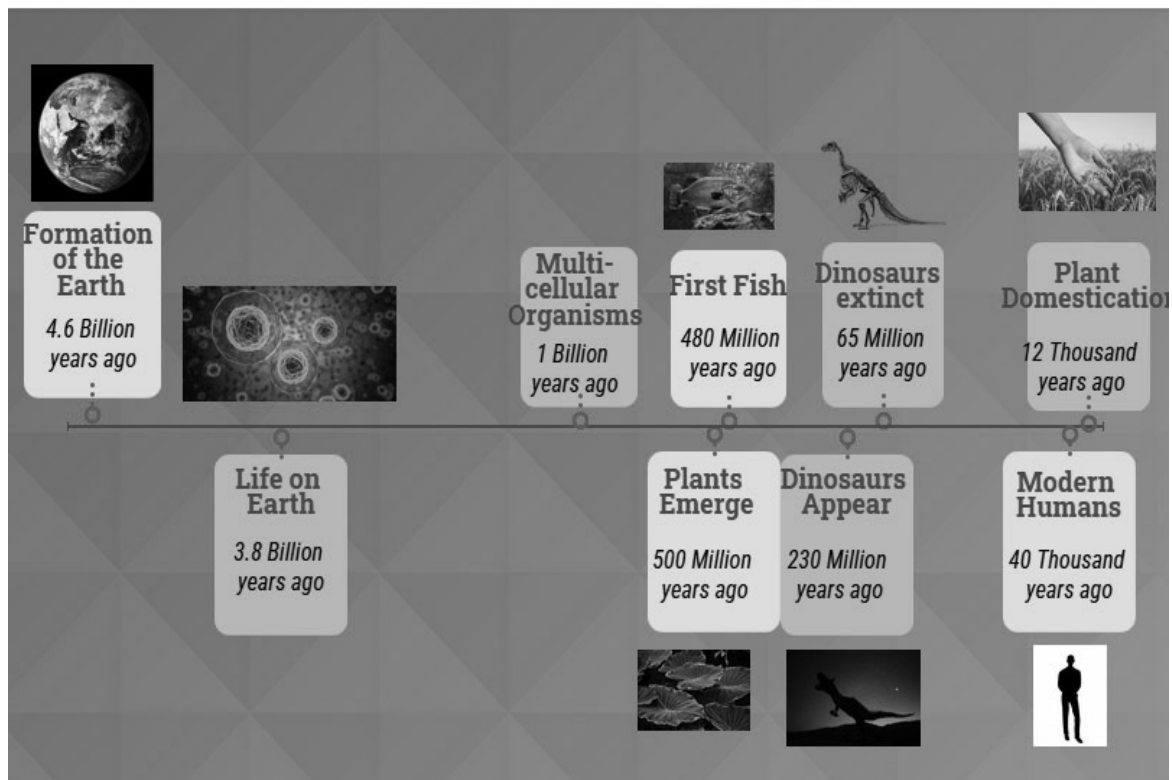 Formation
of the
Earth
4.6 Billion
years ago
Life on
Earth
3.8 Billion
years ago
Multi-
cellular
Organisms
1 Billion
years ago
Plants
Emerge
500 Million
years ago
First Fish
480 Million
years ago
Dinosaurs
Appear
230 Million
years ago
Dinosaurs
extinct
65 Million
years ago
Modern
Humans
40 Thousand
years ago
Plant
Domestication
12 Thousand
years ago